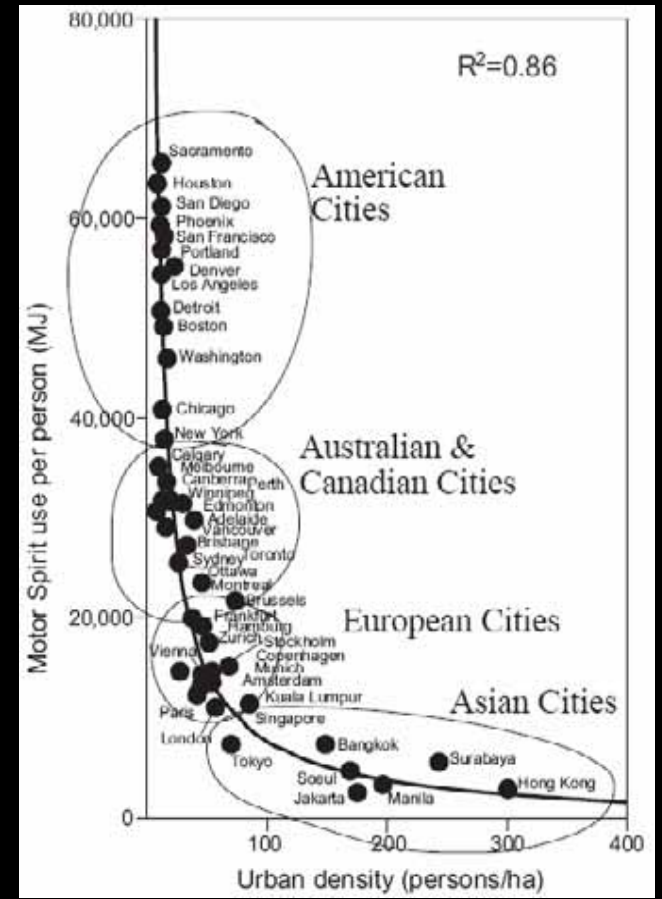 80,000
R²=0.86
Sacramento
American
Cities
Houston
San Diego
60,000
Phoenix
San Francisco
Portland
Denver
Los Angeles
Detroit
Boston
Washington
40,000
Chicago
New York
Australian &
Canadian Cities
Calgary
Melbourne
Canberra Perth
Winnipeg
Edmonton
Adelaide
Vancouver
Brisbane
Sydney Toronto
Ottawa
Montreal
20,000
Brussels
European Cities
Frankfurt
Hamburg
Zurich Stockholm
Vienna
Copenhagen
Munich
Amsterdam
Kuala Lumpur
Asian Cities
Paris
Singapore
London
Tokyo
Bangkok
Surabaya
Soeul
Hong Kong
Jakarta
Manila
0
100
200
300
400
Motor Spirit use per person (MJ)
Urban density (persons/ha)